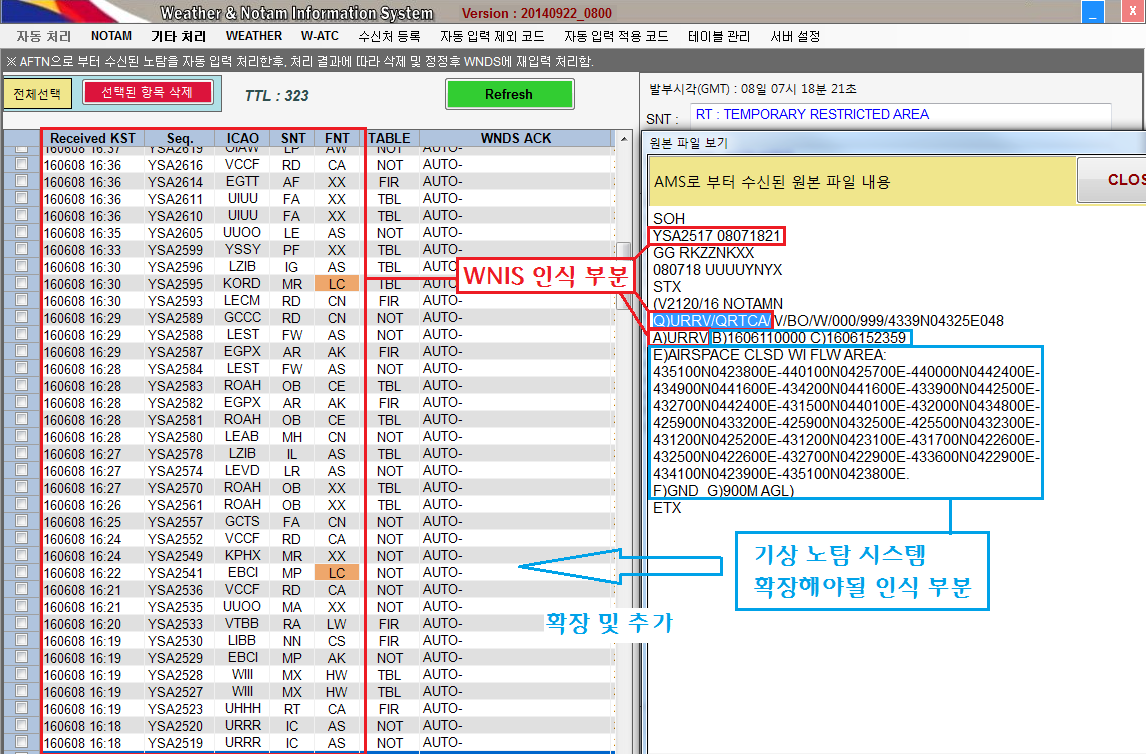 Weather & Notam Information System Version : 20140922_0800
자동 처리 NOTAM 기타 처리 WEATHER W-ATC 수신처 등록 자동 입력 제외 코드 자동 입력 적용 코드 테이블 관리 서버 설정
※ AFTN으로 부터 수신된 노탐을 자동 입력 처리한후, 처리 결과에 따라 삭제 및 정정후 WNDS에 재입력 처리함.
전체선택 선택된 항목 삭제 TTL : 323 Refresh
Received KST Seq. ICAO SNT FNT TABLE WNDS ACK
160608 16:37 YSA2619 OIAW LP AW NOT AUTO-
160608 16:36 YSA2616 VCCF RD CA NOT AUTO-
160608 16:36 YSA2614 EGTT AF XX FIR AUTO-
160608 16:36 YSA2611 UIUU FA XX TBL AUTO-
160608 16:36 YSA2610 UIUU FA XX TBL AUTO-
160608 16:35 YSA2605 UUOO LE AS NOT AUTO-
160608 16:33 YSA2599 YSSY PF XX TBL AUTO-
160608 16:30 YSA2596 LZIB IG AS TBL AUTO-
160608 16:30 YSA2595 KORD MR LC TBL AUTO-
160608 16:30 YSA2593 LECM RD CN FIR AUTO-
160608 16:29 YSA2589 GCCC RD CN NOT AUTO-
160608 16:29 YSA2588 LEST FW AS NOT AUTO-
160608 16:29 YSA2587 EGPX AR AK FIR AUTO-
160608 16:28 YSA2584 LEST FW AS NOT AUTO-
160608 16:28 YSA2583 ROAH OB CE TBL AUTO-
160608 16:28 YSA2582 EGPX AR AK FIR AUTO-
160608 16:28 YSA2581 ROAH OB CE TBL AUTO-
160608 16:28 YSA2580 LEAB MH CN NOT AUTO-
160608 16:27 YSA2578 LZIB IL AS TBL AUTO-
160608 16:27 YSA2574 LEVD LR AS NOT AUTO-
160608 16:27 YSA2570 ROAH OB XX TBL AUTO-
160608 16:26 YSA2561 ROAH OB XX TBL AUTO-
160608 16:25 YSA2557 GCTS FA CN NOT AUTO-
160608 16:24 YSA2552 VCCF RD CA NOT AUTO-
160608 16:24 YSA2549 KPHX MR XX NOT AUTO-
160608 16:22 YSA2541 EBCI MP LC NOT AUTO-
160608 16:21 YSA2536 VCCF RD CA NOT AUTO-
160608 16:21 YSA2535 UUOO MA XX NOT AUTO-
160608 16:20 YSA2533 VTBB RA LW FIR AUTO-
160608 16:19 YSA2530 LIBB NN CS FIR AUTO-
160608 16:19 YSA2529 EBCI MP AK NOT AUTO-
160608 16:19 YSA2528 WIII MX HW TBL AUTO-
160608 16:19 YSA2527 WIII MX HW TBL AUTO-
160608 16:19 YSA2523 UHHH RT CA FIR AUTO-
160608 16:18 YSA2520 URRR IC AS NOT AUTO-
160608 16:18 YSA2519 URRR IC AS NOT AUTO-
발부시각(GMT) : 08일 07시 18분 21초
SNT : RT : TEMPORARY RESTRICTED AREA
원본 파일 보기
AMS로 부터 수신된 원본 파일 내용 CLOS
SOH
YSA2517 08071821
GG RKZZNKXX
080718 UUUUYNYX
STX
(V2120/16 NOTAMN
Q)URRV/QRTCA/V/BO/W/000/999/4339N04325E048
A)URRV B)1606110000 C)1606152359
E)AIRSPACE CLSD WI FLW AREA:
435100N0423800E-440100N0425700E-440000N0442400E-
434900N0441600E-434200N0441600E-433900N0442500E-
432700N0442400E-431500N0440100E-432000N0434800E-
425900N0433200E-425900N0432500E-425500N0432300E-
431200N0425200E-431200N0423100E-431700N0422600E-
432500N0422600E-432700N0422900E-433600N0422900E-
434100N0423900E-435100N0423800E.
F)GND G)900M AGL)
ETX
WNIS 인식 부분
기상 노탐 시스템
확장해야될 인식 부분
확장 및 추가